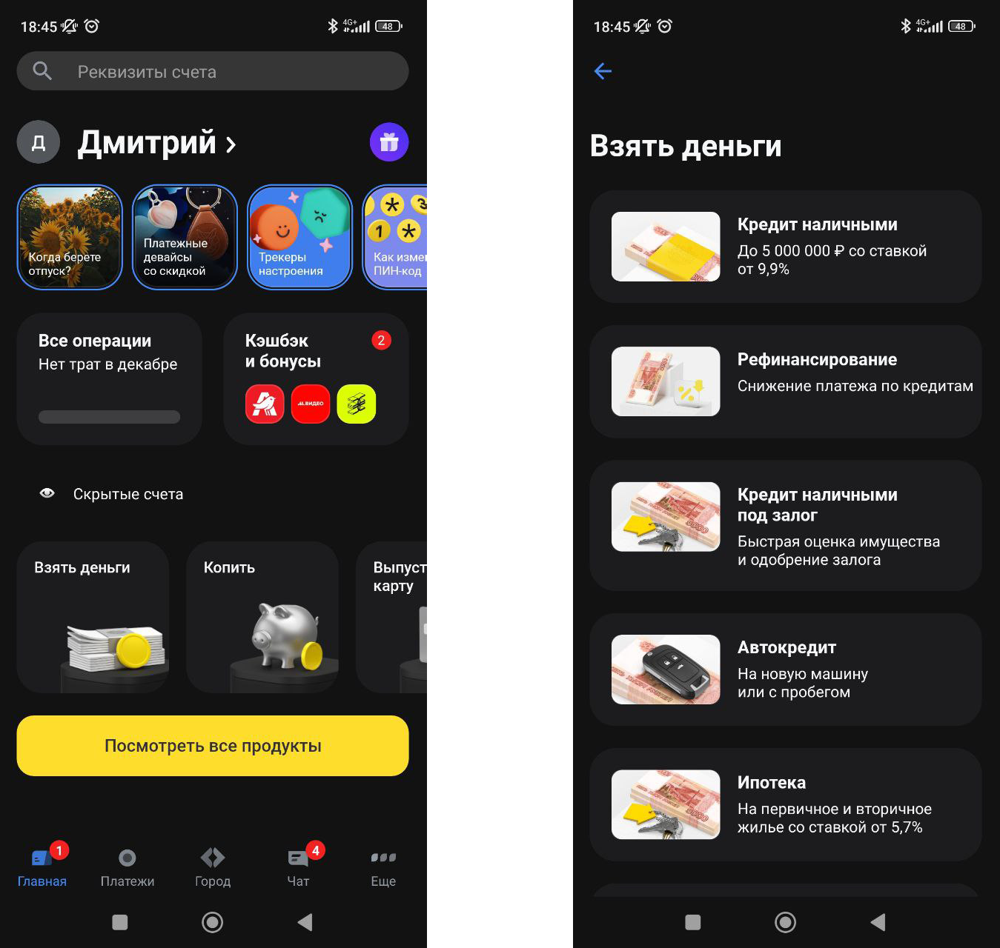 18:45
4G+
48
Реквизиты счета
Д
Дмитрий
Когда берете
отпуск?
Платежные
девайсы
со скидкой
Трекеры
настроения
1
3
Как изме
ПИН-код
Все операции
Нет трат в декабре
Кэшбэк
и бонусы
2
М.ВИДЕО
Скрытые счета
Взять деньги
Копить
Выпуст
карту
Посмотреть все продукты
1
4
Главная
Платежи
Город
Чат
Еще
18:45
4G+
48
Взять деньги
Кредит наличными
До 5 000 000 ₽ со ставкой
от 9,9%
Рефинансирование
Снижение платежа по кредитам
Кредит наличными
под залог
Быстрая оценка имущества
и одобрение залога
Автокредит
На новую машину
или с пробегом
Ипотека
На первичное и вторичное
жилье со ставкой от 5,7%